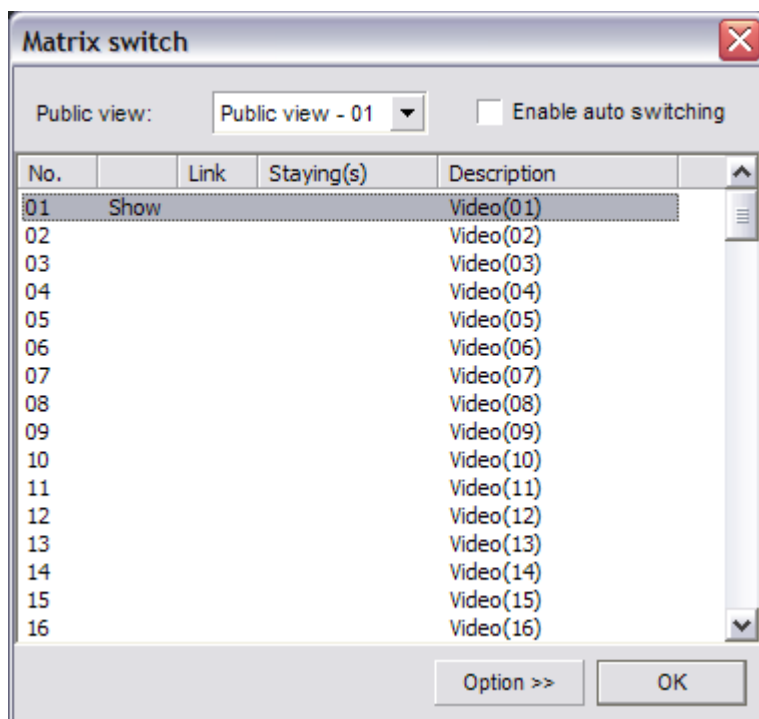 Matrix switch
Public view: Public view - 01 Enable auto switching
No. Link Staying(s) Description
01 Show Video(01)
02 Video(02)
03 Video(03)
04 Video(04)
05 Video(05)
06 Video(06)
07 Video(07)
08 Video(08)
09 Video(09)
10 Video(10)
11 Video(11)
12 Video(12)
13 Video(13)
14 Video(14)
15 Video(15)
16 Video(16)
Option >> OK